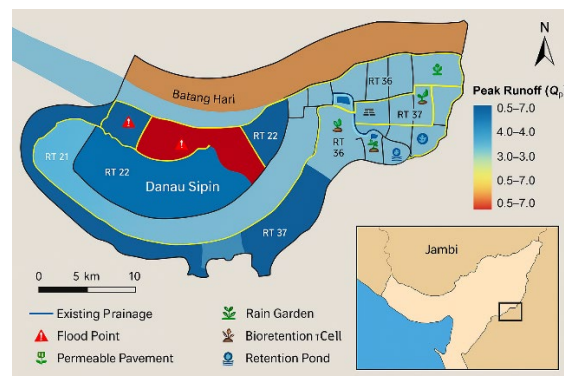 N
Batang Hari
RT 36
Peak Runoff (Qp
0.5–7.0
4.0–4.0
3.0–3.0
0.5–7.0
0.5–7.0
RT 37
RT 22
RT 21
RT 22
RT
36
Danau Sipin
RT 37
0 5 km 10
Existing Prainage
Flood Point
Permeable Pavement
Rain Garden
Bioretention тCell
Retention Pond
Jambi